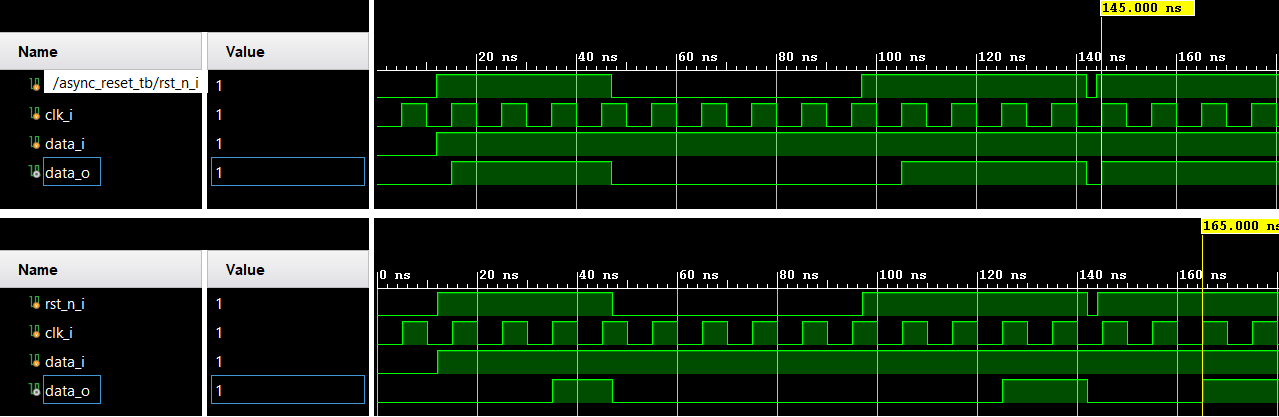 145.000 ns
Name Value
20 ns 40 ns 60 ns 80 ns 100 ns 120 ns 140 ns 160 ns
/async_reset_tb/rst_n_i 1
clk_i 1
data_i 1
data_o 1
165.000 ns
Name Value
0 ns 20 ns 40 ns 60 ns 80 ns 100 ns 120 ns 140 ns 160 ns
rst_n_i 1
clk_i 1
data_i 1
data_o 1